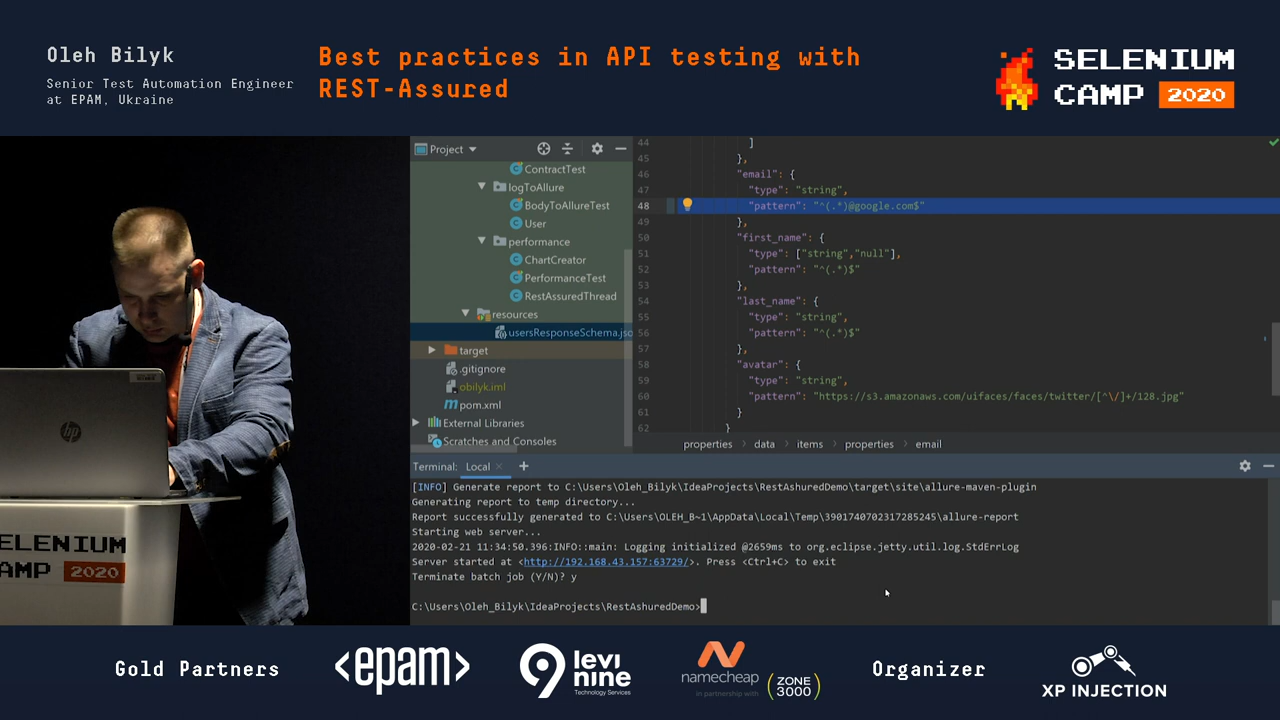 Oleh Bilyk
Senior Test Automation Engineer
at EPAM, Ukraine
Best practices in API testing with
REST-Assured
SELENIUM
CAMP 2020
Project
ContractTest
logToAllure
BodyToAllureTest
User
performance
ChartCreator
PerformanceTest
RestAssuredThread
resources
usersResponseSchema.jso
target
.gitignore
obilyk.iml
pom.xml
External Libraries
Scratches and Consoles
44 ]
45 },
46 "email": {
47 "type": "string",
48 "pattern": "^(.*)@google.com$"
49 },
50 "first_name": {
51 "type": ["string","null"],
52 "pattern": "^(.*)$"
53 },
54 "last_name": {
55 "type": "string",
56 "pattern": "^(.*)$"
57 },
58 "avatar": {
59 "type": "string",
60 "pattern": "https://s3.amazonaws.com/uifaces/faces/twitter/[^\/]+/128.jpg"
61 }
62 }
properties > data > items > properties > email
Terminal: Local × +
[INFO] Generate report to C:\Users\Oleh_Bilyk\IdeaProjects\RestAshuredDemo\target\site\allure-maven-plugin
Generating report to temp directory...
Report successfully generated to C:\Users\OLEH_B~1\AppData\Local\Temp\3901740702317285245\allure-report
Starting web server...
2020-02-21 11:34:50.396:INFO::main: Logging initialized @2659ms to org.eclipse.jetty.util.log.StdErrLog
Server started at <http://192.168.43.157:63729/>. Press <Ctrl+C> to exit
Terminate batch job (Y/N)? y
C:\Users\Oleh_Bilyk\IdeaProjects\RestAshuredDemo>
hp
ELENIUM
AMP 2020
Gold Partners
<epam>
9 levi
nine
Technology Services
namecheap
in partnership with
ZONE
3000
Organizer
XP INJECTION